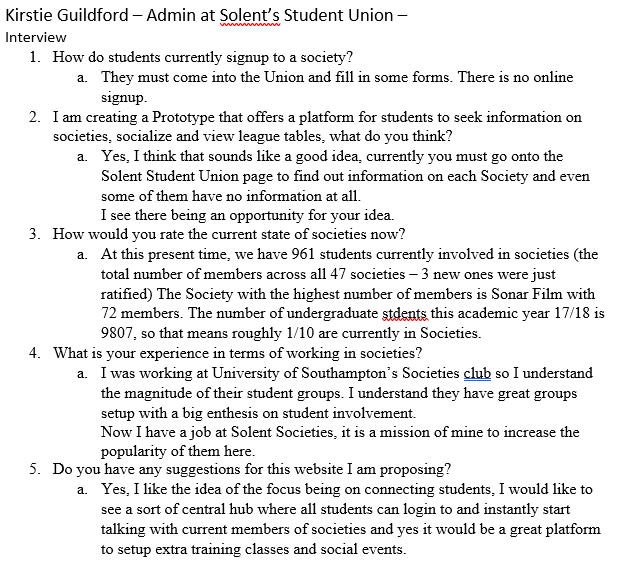 Kirstie Guildford – Admin at Solent's Student Union –
Interview
1. How do students currently signup to a society?
a. They must come into the Union and fill in some forms. There is no online
signup.
2. I am creating a Prototype that offers a platform for students to seek information on
societies, socialize and view league tables, what do you think?
a. Yes, I think that sounds like a good idea, currently you must go onto the
Solent Student Union page to find out information on each Society and even
some of them have no information at all.
I see there being an opportunity for your idea.
3. How would you rate the current state of societies now?
a. At this present time, we have 961 students currently involved in societies (the
total number of members across all 47 societies – 3 new ones were just
ratified) The Society with the highest number of members is Sonar Film with
72 members. The number of undergraduate stdents this academic year 17/18 is
9807, so that means roughly 1/10 are currently in Societies.
4. What is your experience in terms of working in societies?
a. I was working at University of Southampton's Societies club so I understand
the magnitude of their student groups. I understand they have great groups
setup with a big enthesis on student involvement.
Now I have a job at Solent Societies, it is a mission of mine to increase the
popularity of them here.
5. Do you have any suggestions for this website I am proposing?
a. Yes, I like the idea of the focus being on connecting students, I would like to
see a sort of central hub where all students can login to and instantly start
talking with current members of societies and yes it would be a great platform
to setup extra training classes and social events.